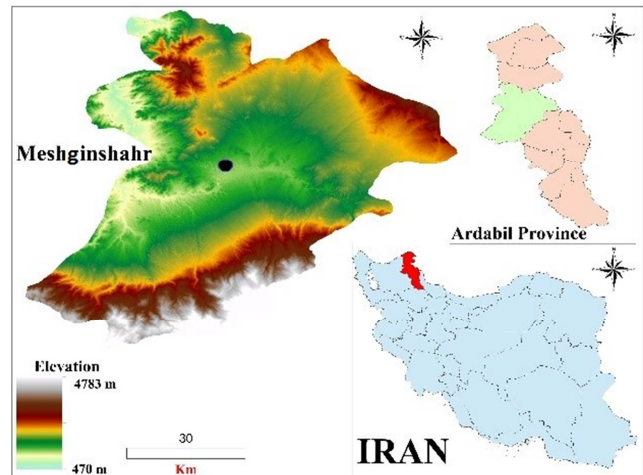 Meshginshahr
Ardabil Province
Elevation
4783 m
470 m
30
Km
IRAN